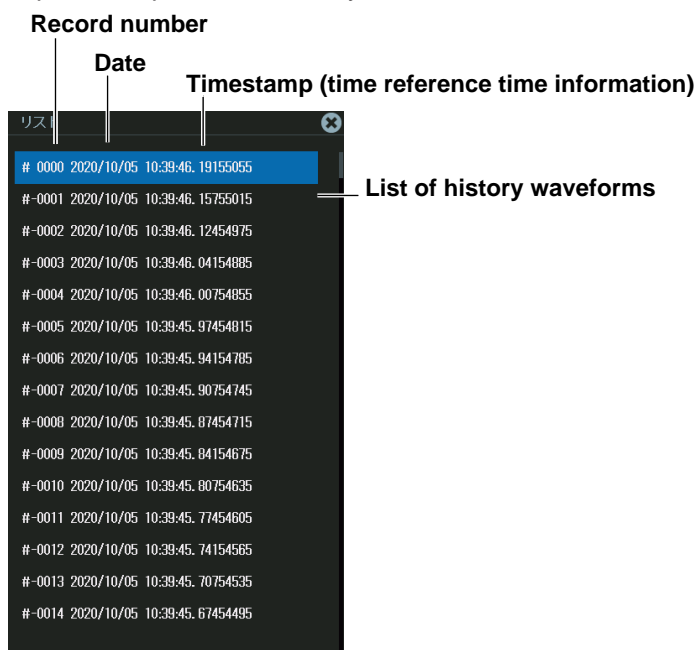 Record number
Date
Timestamp (time reference time information)
リスト
# 0000 2020/10/05 10:39:46. 19155055
List of history waveforms
#-0001 2020/10/05 10:39:46. 15755015
#-0002 2020/10/05 10:39:46. 12454975
#-0003 2020/10/05 10:39:46. 04154885
#-0004 2020/10/05 10:39:46. 00754855
#-0005 2020/10/05 10:39:45. 97454815
#-0006 2020/10/05 10:39:45. 94154785
#-0007 2020/10/05 10:39:45. 90754745
#-0008 2020/10/05 10:39:45. 87454715
#-0009 2020/10/05 10:39:45. 84154675
#-0010 2020/10/05 10:39:45. 80754635
#-0011 2020/10/05 10:39:45. 77454605
#-0012 2020/10/05 10:39:45. 74154565
#-0013 2020/10/05 10:39:45. 70754535
#-0014 2020/10/05 10:39:45. 67454495